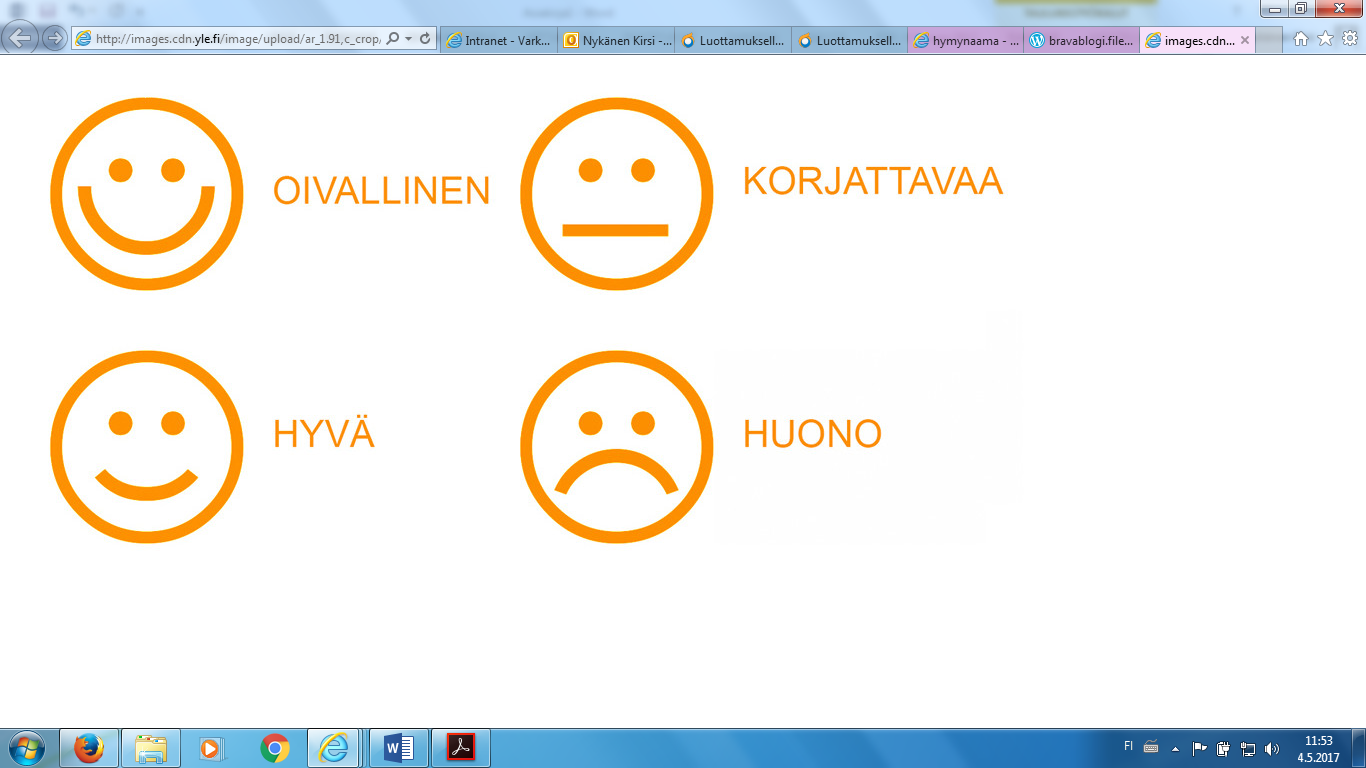 http://images.cdn.yle.fi/image/upload/ar_1.91,c_crop,
Intranet - Vark...
Nykänen Kirsi -...
Luottamuksell...
Luottamuksell...
hymynaama - ...
bravablogi.file...
images.cdn...
OIVALLINEN
KORJATTAVAA
HYVÄ
HUONO
FI
11:53
4.5.2017